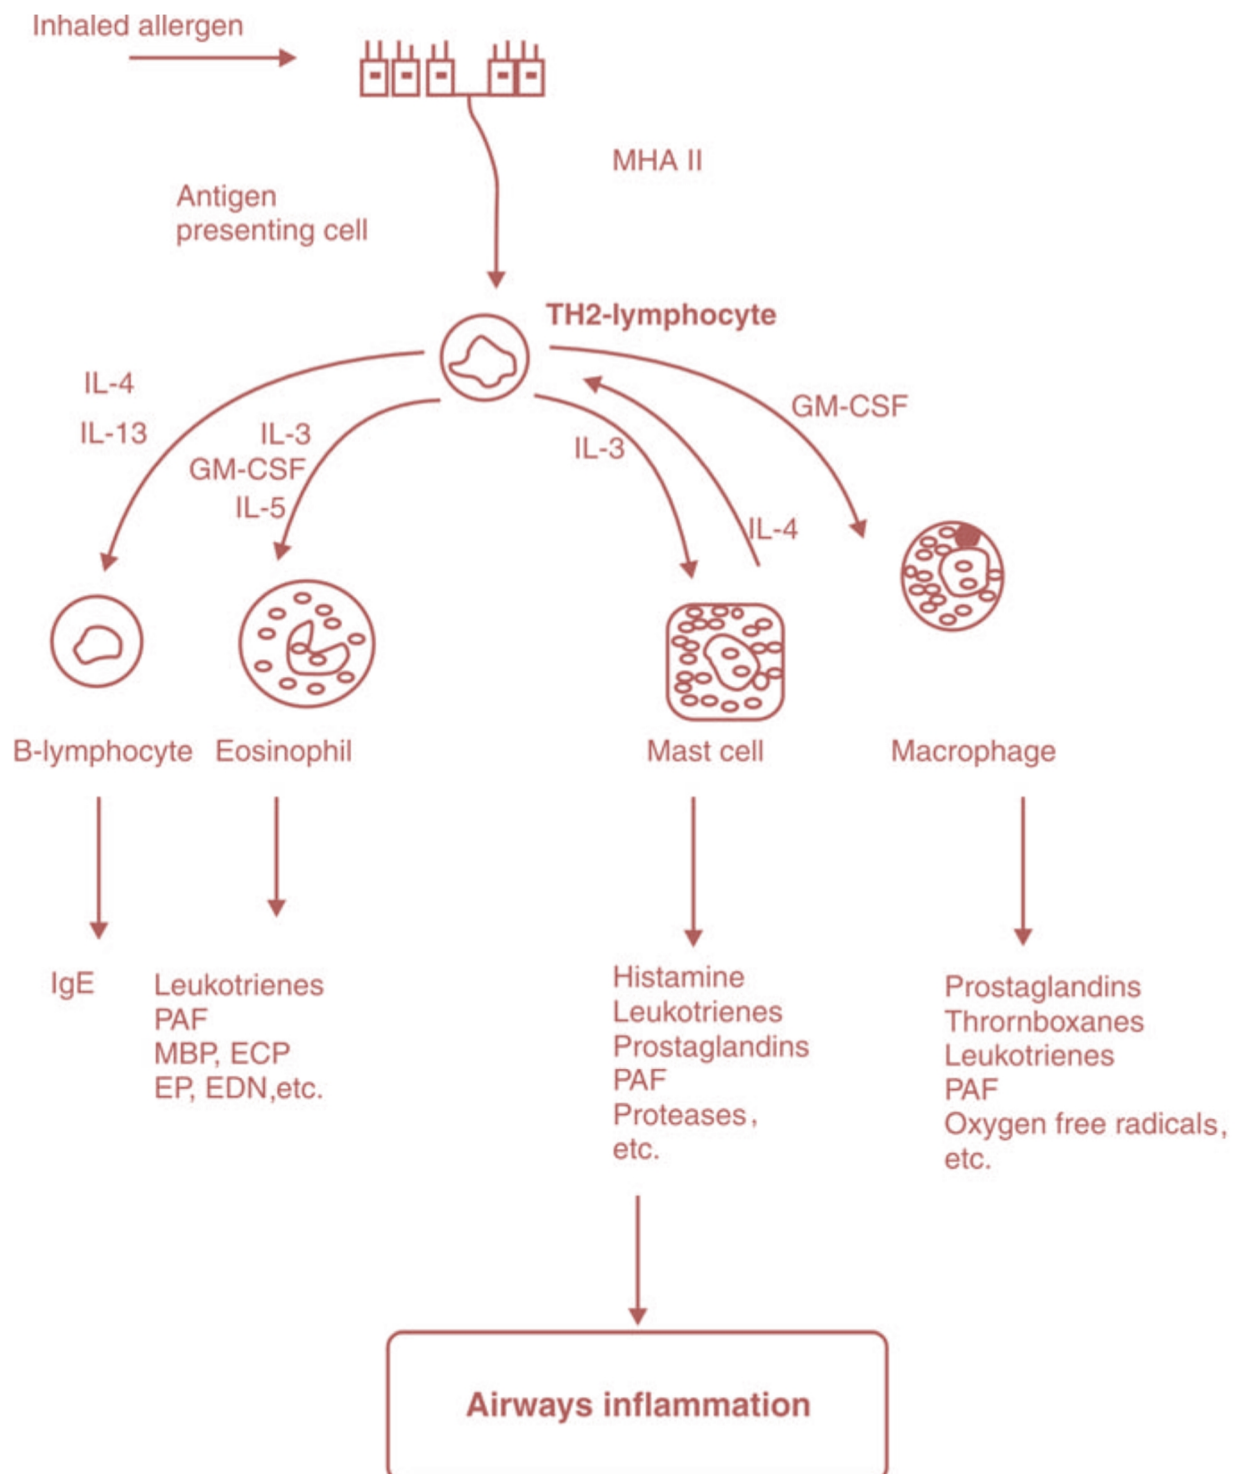 Inhaled allergen
MHA II
Antigen
presenting cell
TH2-lymphocyte
IL-4
IL-13
IL-3
GM-CSF
IL-5
IL-3
IL-4
GM-CSF
B-lymphocyte
Eosinophil
Mast cell
Macrophage
IgE
Leukotrienes
PAF
MBP, ECP
EP, EDN,etc.
Histamine
Leukotrienes
Prostaglandins
PAF
Proteases,
etc.
Prostaglandins
Thrornboxanes
Leukotrienes
PAF
Oxygen free radicals,
etc.
Airways inflammation